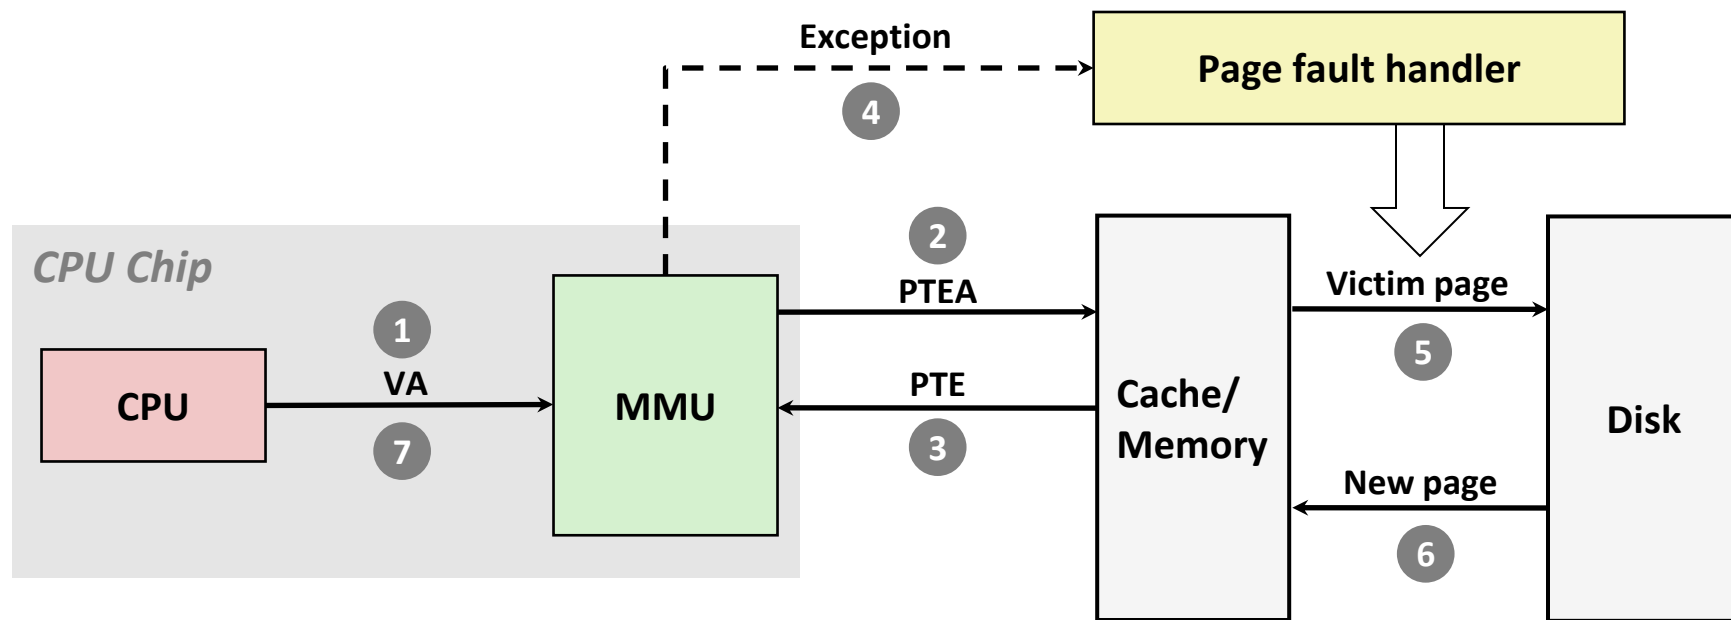 Exception
Page fault handler
4
2
CPU Chip
PTEA
Victim page
1
5
VA
PTE
CPU
MMU
Cache/
Memory
Disk
7
3
New page
6